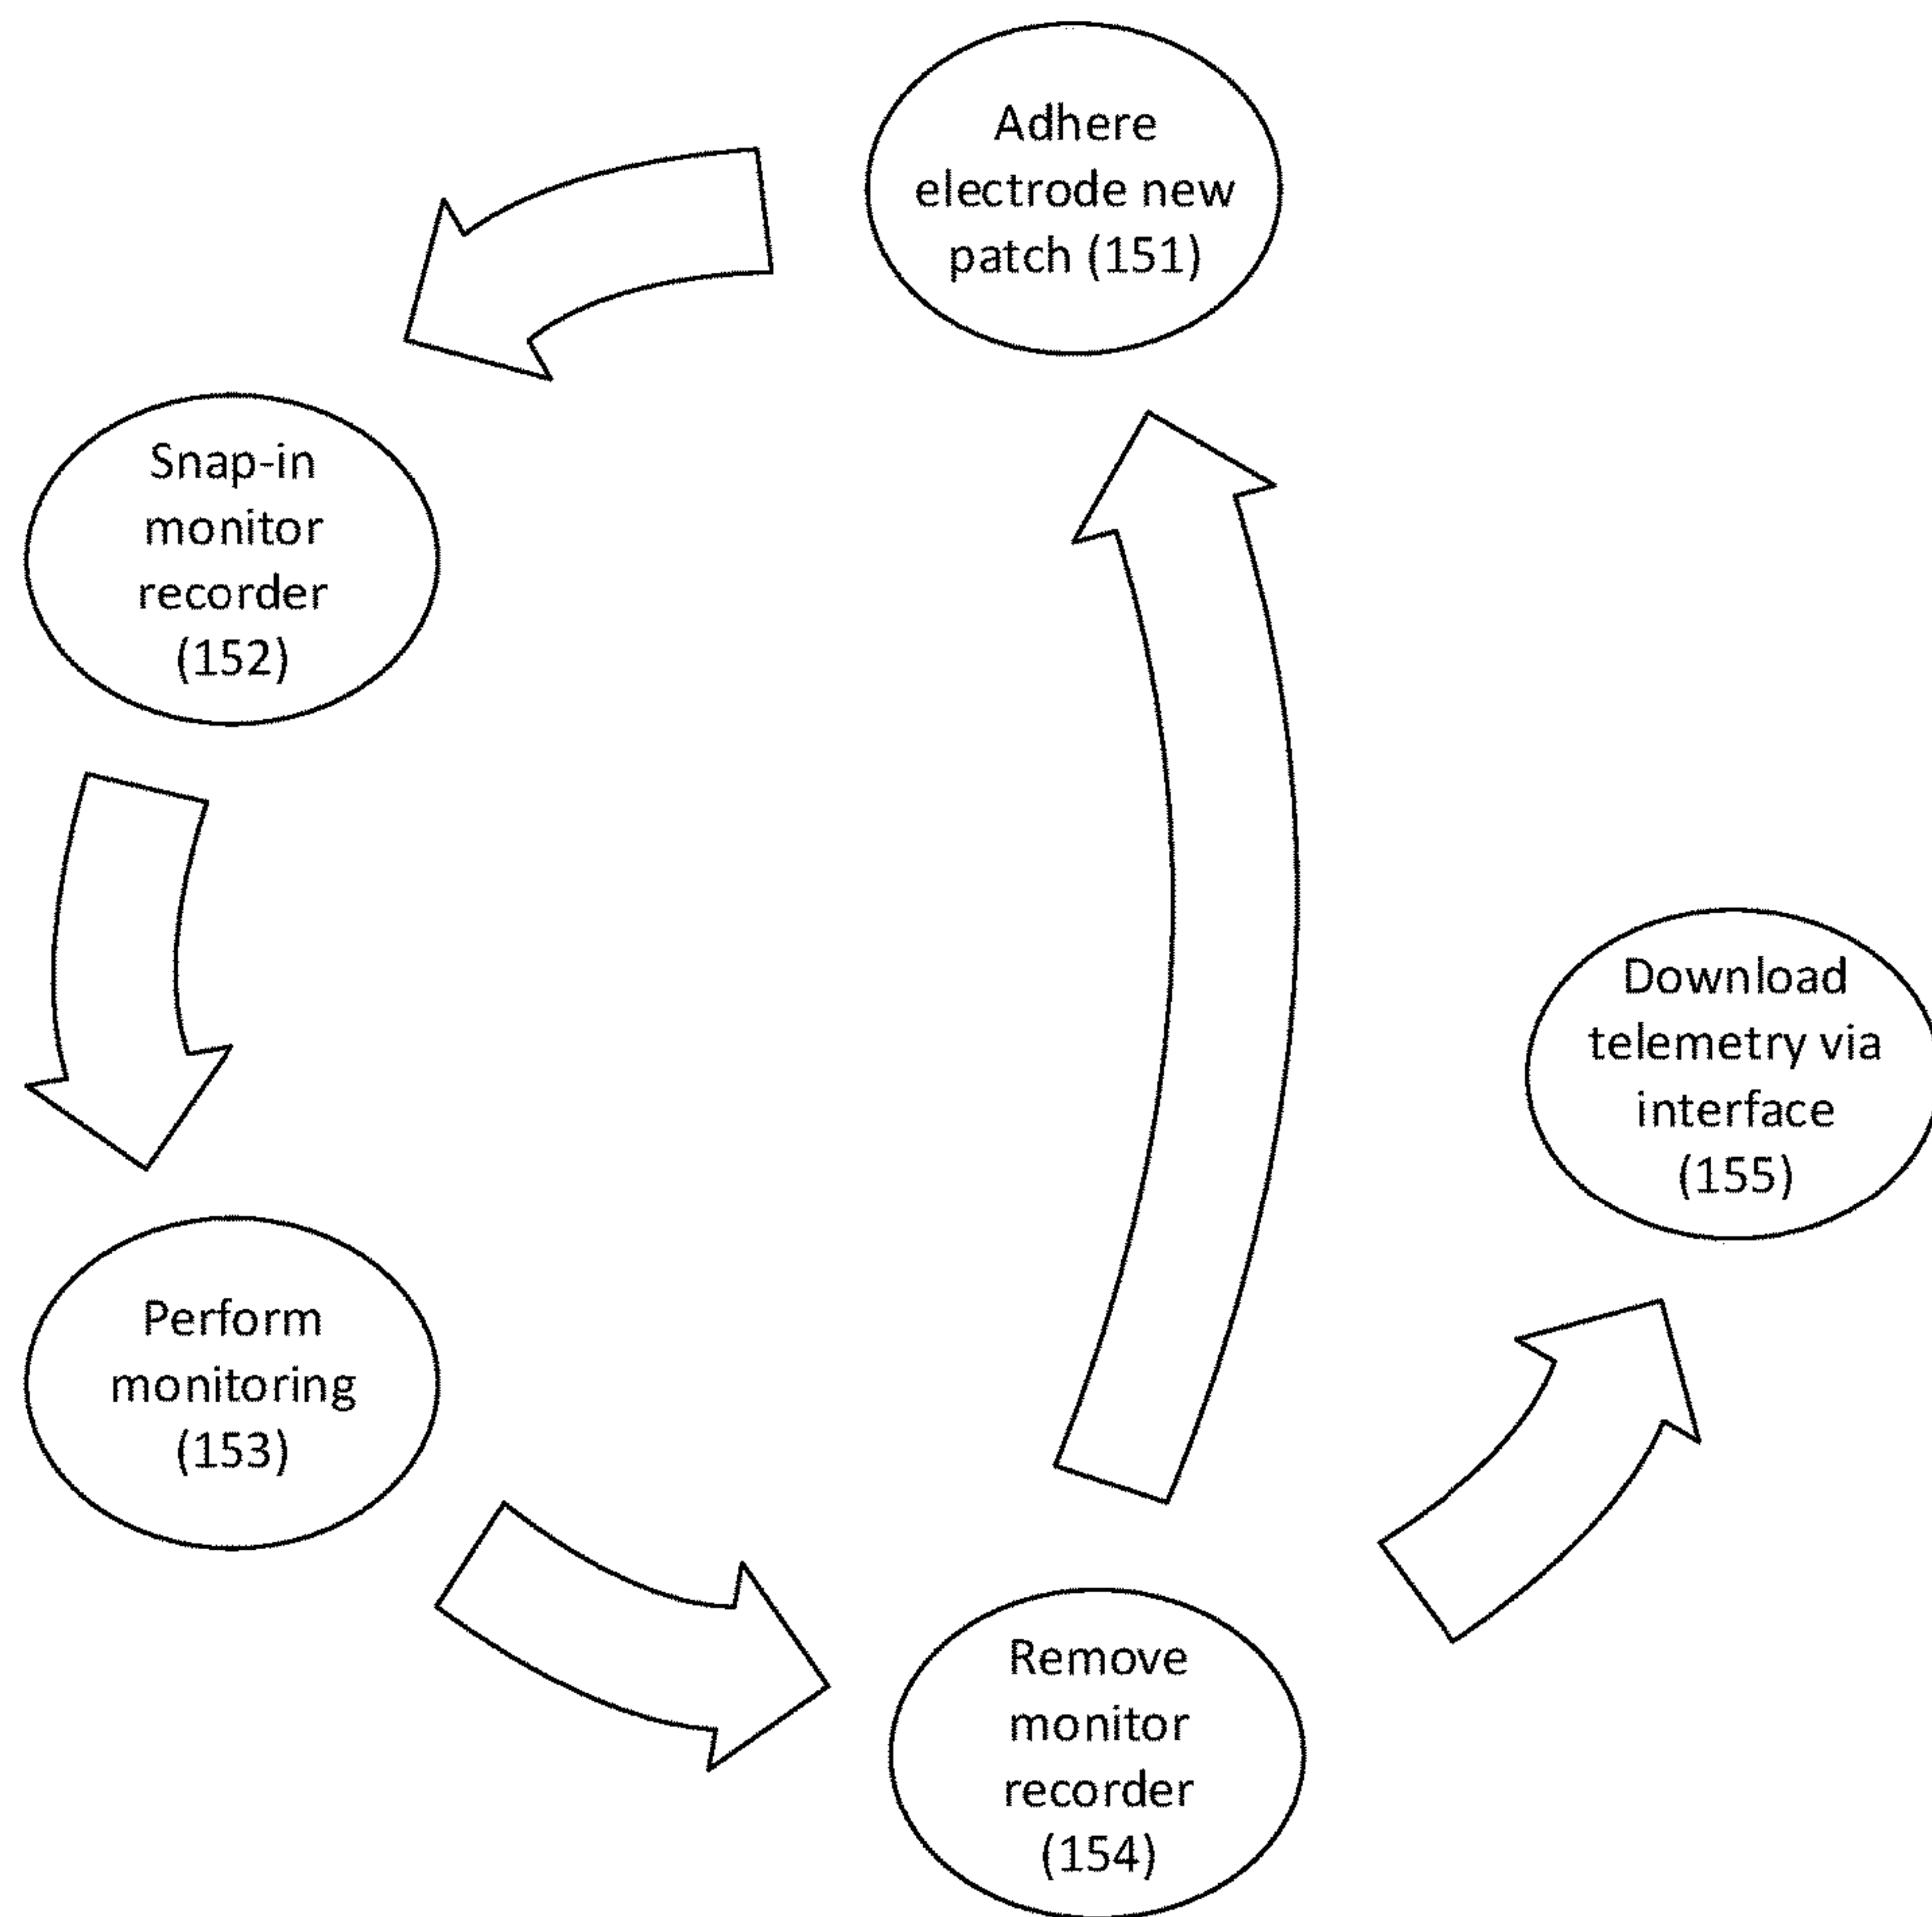 Adhere
electrode new
patch (151)
Snap-in
monitor
recorder
(152)
Perform
monitoring
(153)
Remove
monitor
recorder
(154)
Download
telemetry via
interface
(155)